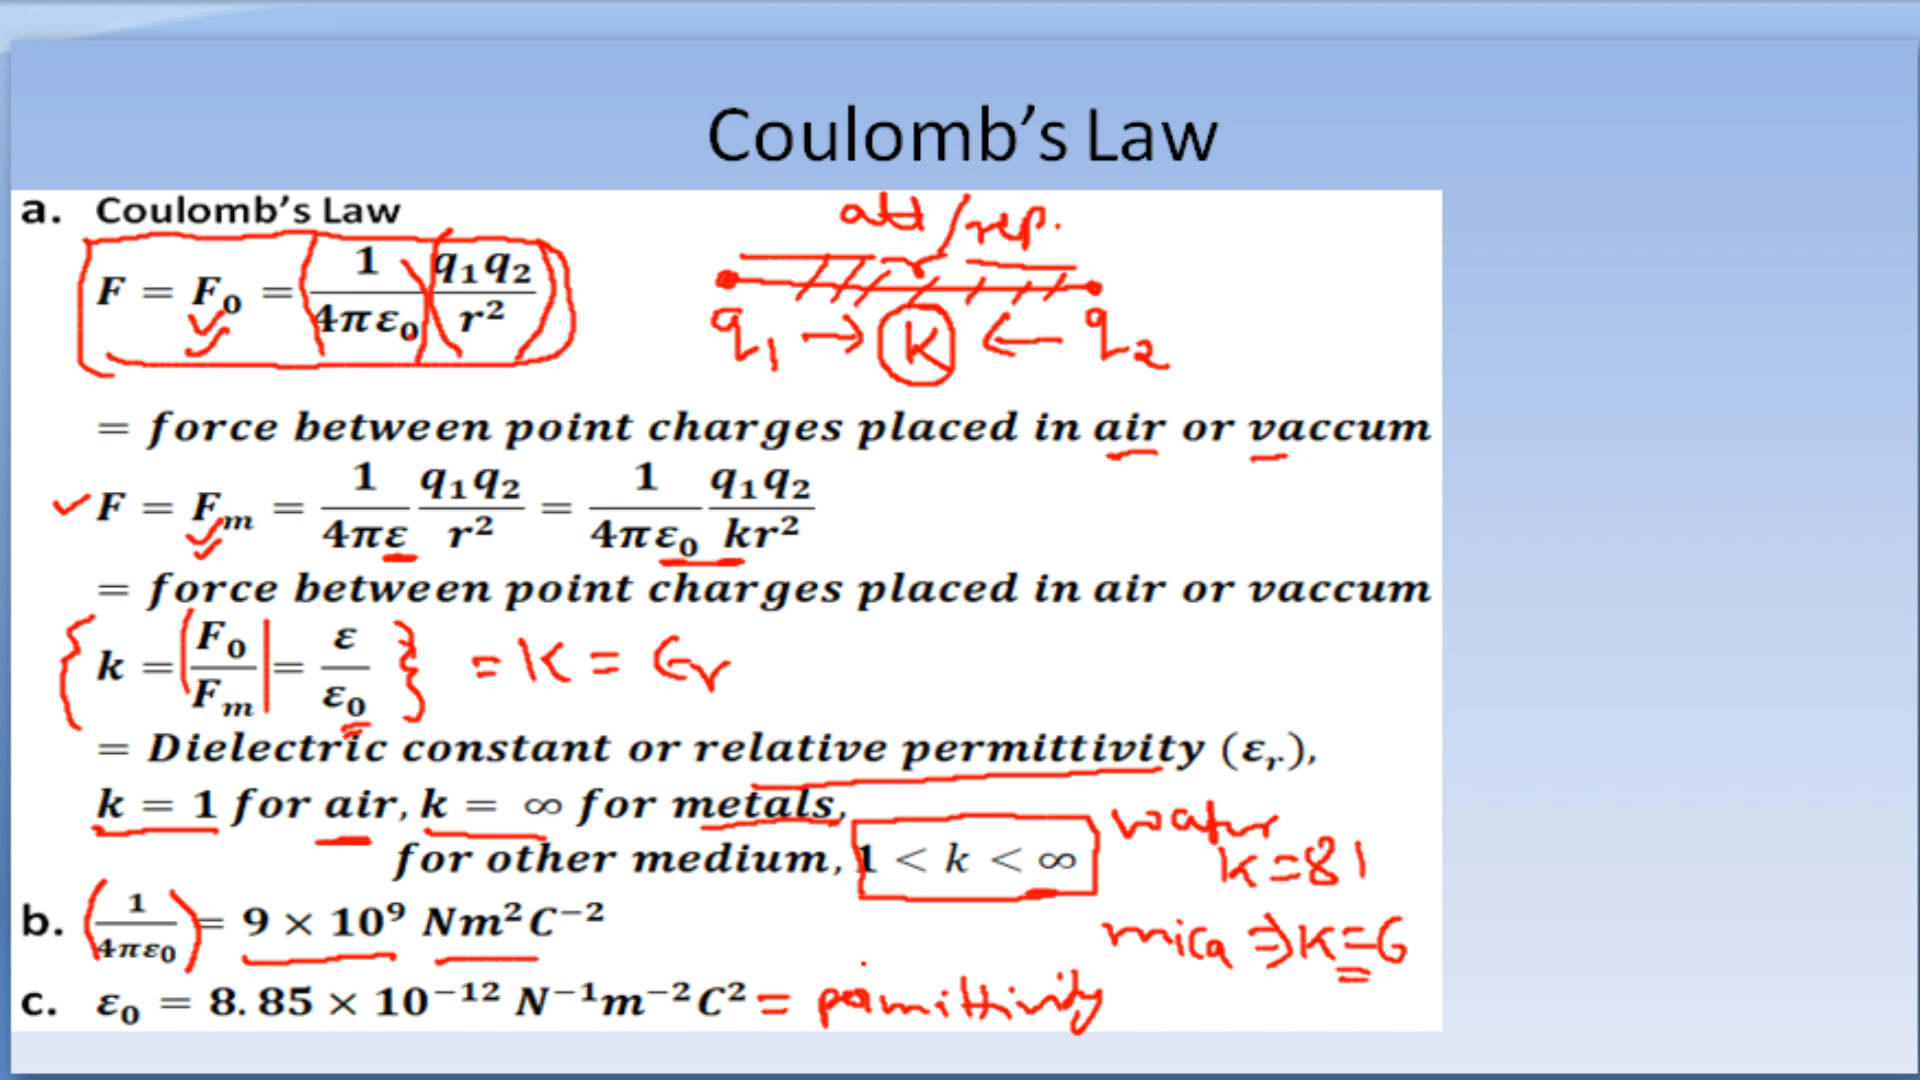 Coulomb's Law
a. Coulomb's Law
att/rep.
F = F₀ = 1/4πε₀ q₁q₂/r²
q₁ → K ← q₂
= force between point charges placed in air or vaccum
F = Fₘ = 1/4πε q₁q₂/r² = 1/4πε₀ q₁q₂/kr²
= force between point charges placed in air or vaccum
k = F₀/Fₘ = ε/ε₀ = K = ϵᵣ
= Dielectric constant or relative permittivity (εᵣ),
k = 1 for air, k = ∞ for metals,
water
for other medium, 1 < k < ∞
K=81
b. 1/4πε₀ = 9 × 10⁹ Nm²C⁻²
mica ⇒ K=6
c. ε₀ = 8.85 × 10⁻¹² N⁻¹m⁻²C² = permittivity